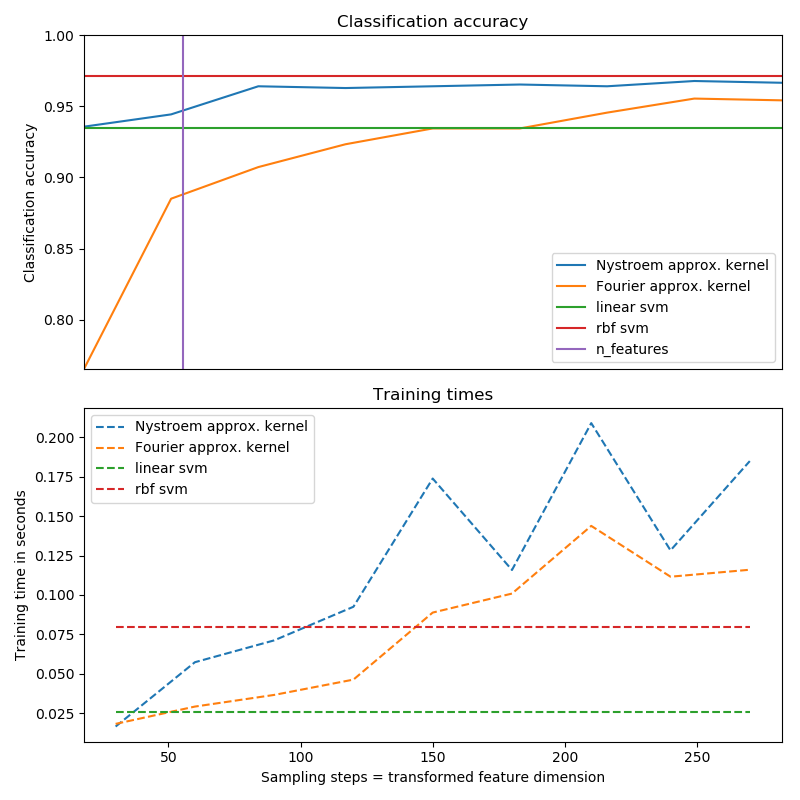 Classification accuracy
1.00
0.95
0.90
0.85
0.80
Classification accuracy
Nystroem approx. kernel
Fourier approx. kernel
linear svm
rbf svm
n_features
Training times
0.200
0.175
0.150
0.125
0.100
0.075
0.050
0.025
Training time in seconds
Nystroem approx. kernel
Fourier approx. kernel
linear svm
rbf svm
50 100 150 200 250
Sampling steps = transformed feature dimension